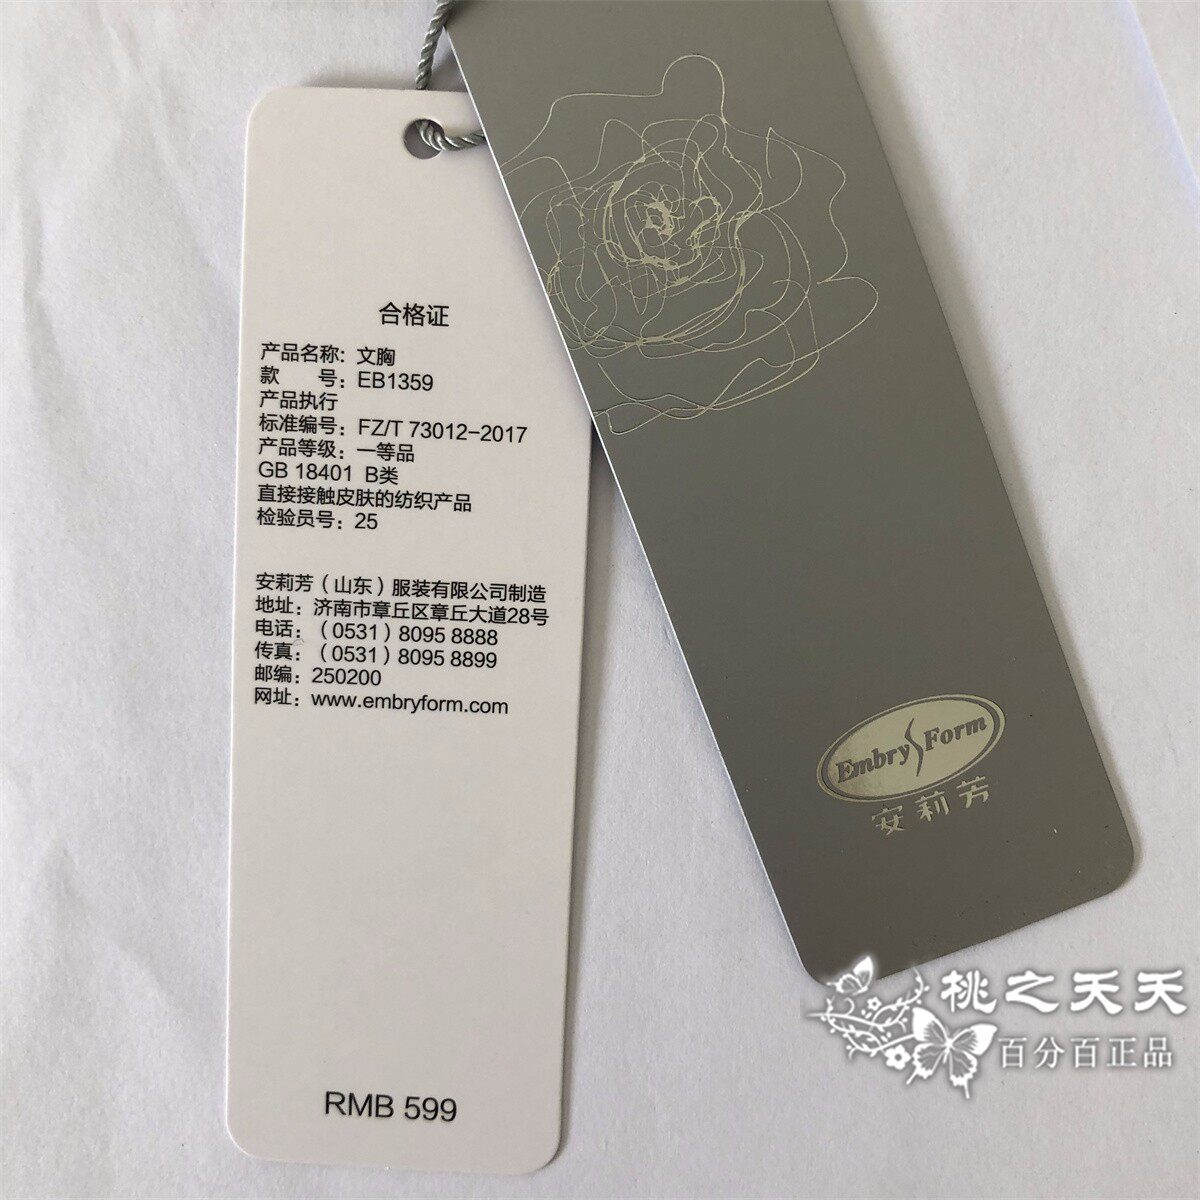 合格证
产品名称: 文胸
款 号: EB1359
产品执行
标准编号: FZ/T 73012-2017
产品等级: 一等品
GB 18401 B类
直接接触皮肤的纺织产品
检验员号: 25
安莉芳（山东）服装有限公司制造
地址: 济南市章丘区章丘大道28号
电话:（0531）8095 8888
传真:（0531）8095 8899
邮编: 250200
网址: www.embryform.com
RMB 599
Embry Form
安莉芳
桃之夭夭
百分百正品